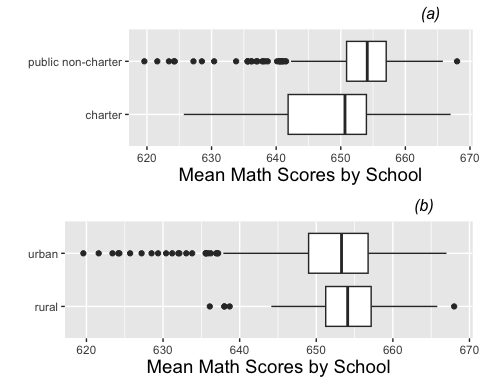 (a)
public non-charter
charter
620 630 640 650 660 670
Mean Math Scores by School
(b)
urban
rural
620 630 640 650 660 670
Mean Math Scores by School